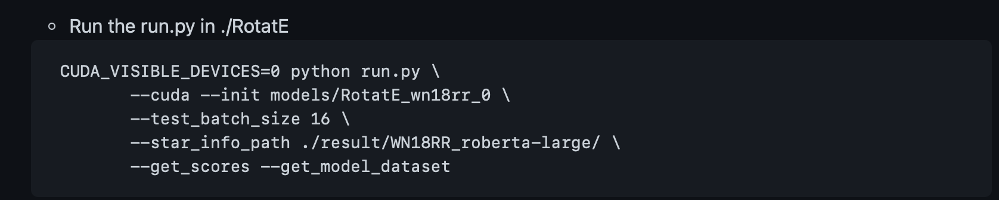 Run the run.py in ./RotatE
CUDA_VISIBLE_DEVICES=0 python run.py \
--cuda --init models/RotatE_wn18rr_0 \
--test_batch_size 16 \
--star_info_path ./result/WN18RR_roberta-large/ \
--get_scores --get_model_dataset